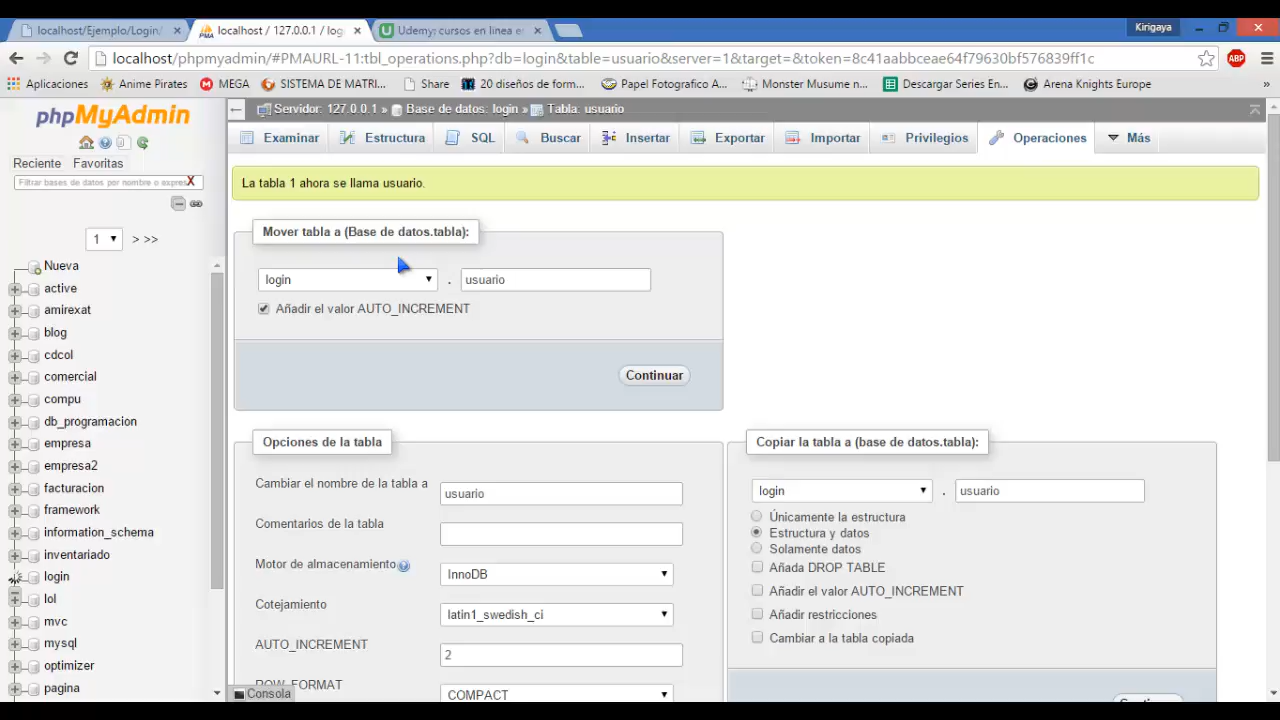 localhost/Ejemplo/Login/
localhost / 127.0.0.1 / log
Udemy: cursos en línea e
Kirigaya
localhost/phpmyadmin/#PMAURL-11:tbl_operations.php?db=login&table=usuario&server=1&target=&token=8c41aabbceae64f79630bf576839ff1c
ABP
Aplicaciones
Anime Pirate
MEGA
SISTEMA DE MATRI...
Share
20 diseños de form...
Papel Fotografico A...
Monster Musume n...
Descargar Series En...
Arena Knights Europe
»
phpMyAdmin
Reciente Favoritas
Filtrar bases de datos por nombre o expres X
1 > >>
Nueva
active
amirexat
blog
cdcol
comercial
compu
db_programacion
empresa
empresa2
facturacion
framework
information_schema
inventariado
login
lol
mvc
mysql
optimizer
pagina
Servidor: 127.0.0.1 » Base de datos: login » Tabla: usuario
Examinar Estructura SQL Buscar Insertar Exportar Importar Privilegios Operaciones Más
La tabla 1 ahora se llama usuario.
Mover tabla a (Base de datos.tabla):
login . usuario
Añadir el valor AUTO_INCREMENT
Continuar
Opciones de la tabla
Cambiar el nombre de la tabla a usuario
Comentarios de la tabla
Motor de almacenamiento InnoDB
Cotejamiento latin1_swedish_ci
AUTO_INCREMENT 2
ROW_FORMAT COMPACT
Consola
Copiar la tabla a (base de datos.tabla):
login . usuario
Únicamente la estructura
Estructura y datos
Solamente datos
Añada DROP TABLE
Añadir el valor AUTO_INCREMENT
Añadir restricciones
Cambiar a la tabla copiada